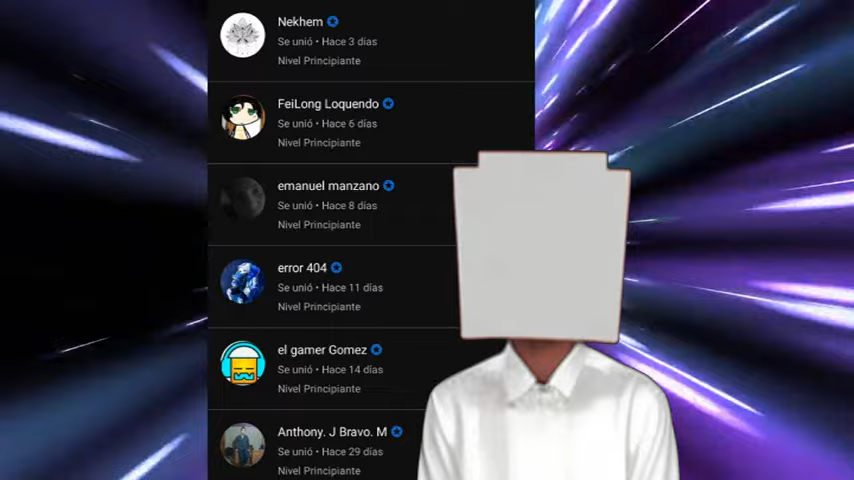 Nekhem
Se unió • Hace 3 días
Nivel Principiante
FeiLong Loquendo
Se unió • Hace 6 días
Nivel Principiante
emanuel manzano
Se unió • Hace 8 días
Nivel Principiante
error 404
Se unió • Hace 11 días
Nivel Principiante
el gamer Gomez
Se unió • Hace 14 días
Nivel Principiante
Anthony. J Bravo. M
Se unió • Hace 29 días
Nivel Principiante